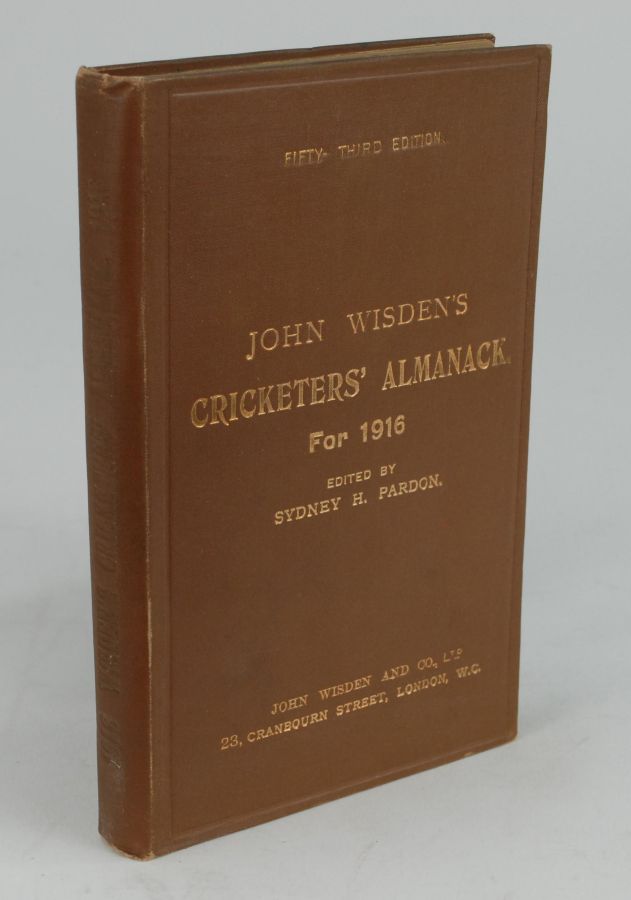 FIFTY- THIRD EDITION.
JOHN WISDEN'S
CRICKETERS' ALMANACK.
For 1916
EDITED BY
SYDNEY H. PARDON.
JOHN WISDEN AND CO., LTD
23, CRANBOURN STREET, LONDON, W.C.